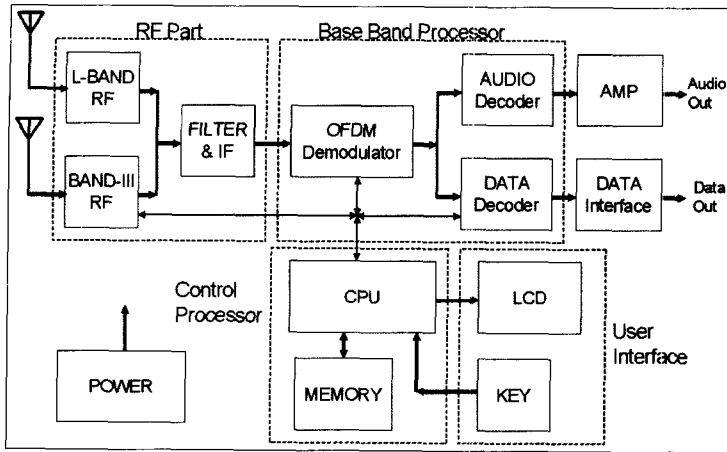 RF Part
Base Band Processor
L-BAND
RF
BAND-III
RF
FILTER
& IF
OFDM
Demodulator
AUDIO
Decoder
DATA
Decoder
AMP
DATA
Interface
Audio
Out
Data
Out
Control
Processor
CPU
MEMORY
LCD
KEY
User
Interface
POWER